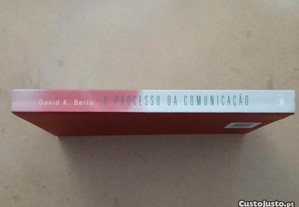 David K. Berlo O PROCESSO DA COMUNICAÇÃO
CustoJusto.pt